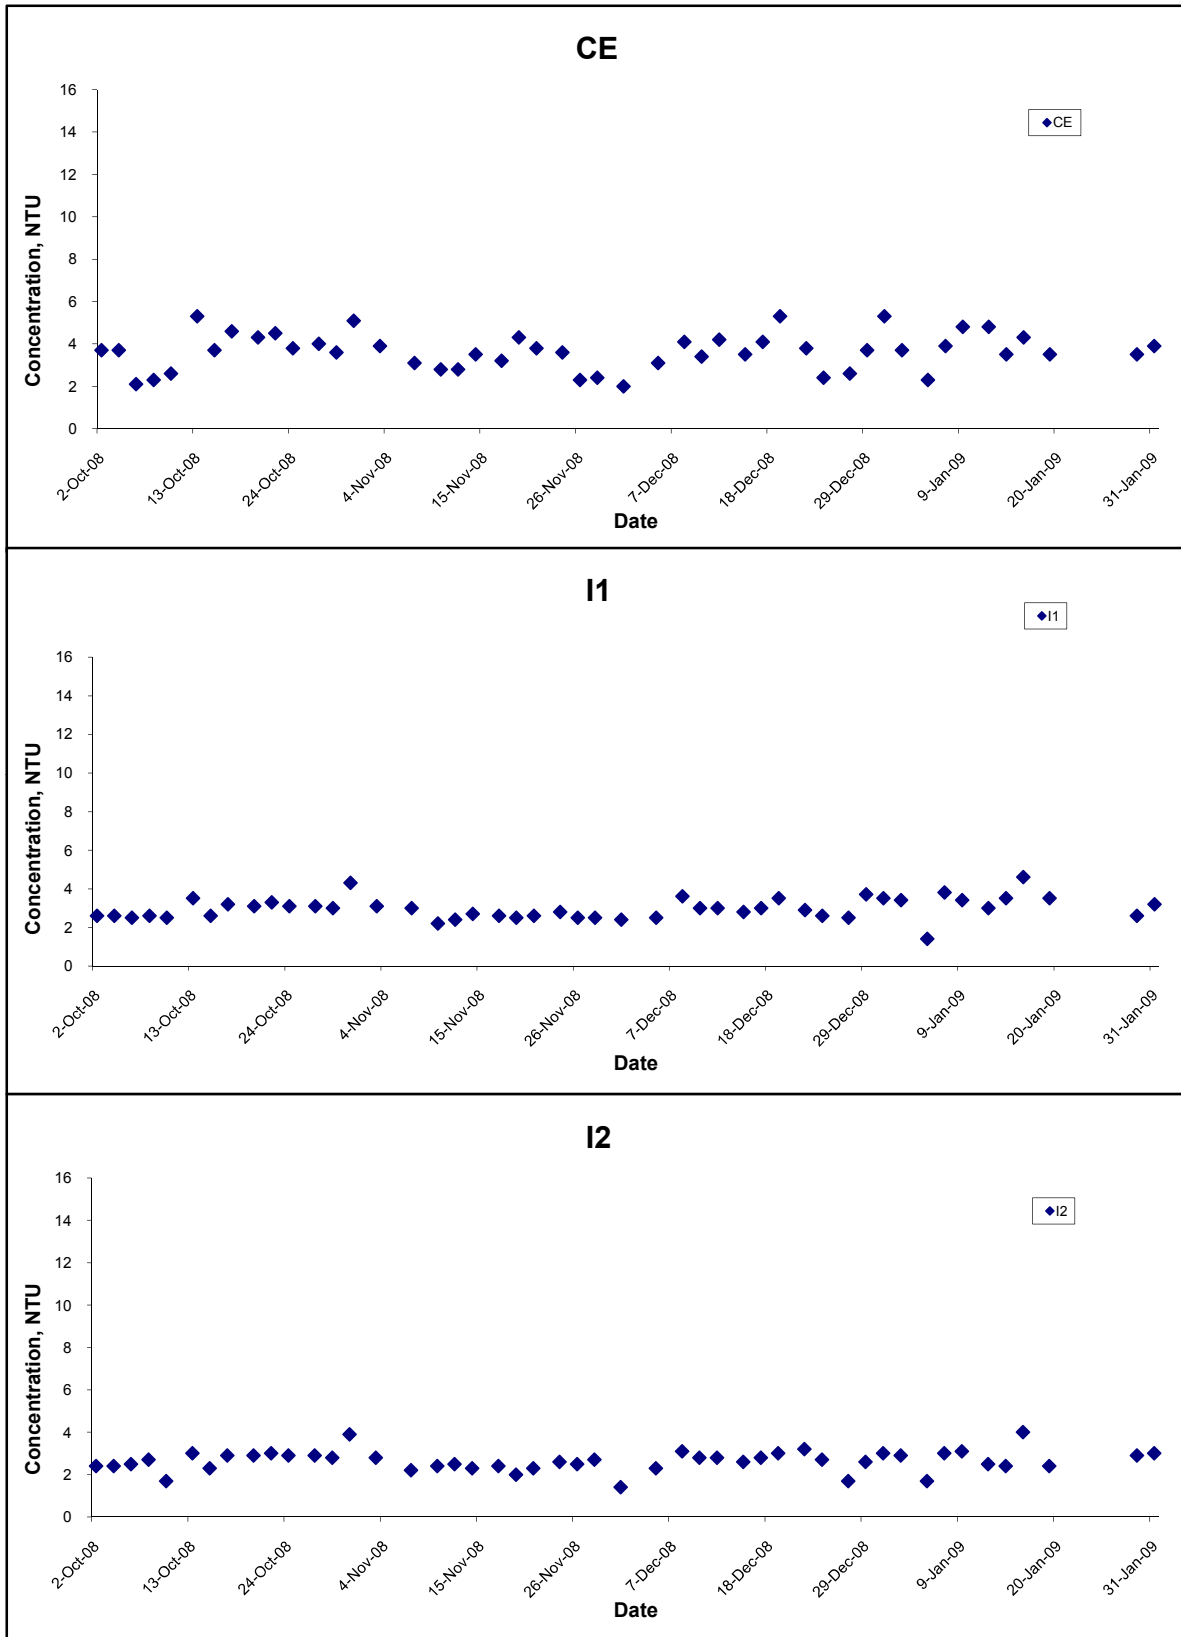 CE
16
14
12
10
8
6
4
2
0
Concentration, NTU
CE
2-Oct-08 13-Oct-08 24-Oct-08 4-Nov-08 15-Nov-08 26-Nov-08 7-Dec-08 18-Dec-08 29-Dec-08 9-Jan-09 20-Jan-09 31-Jan-09
Date
I1
I1
16
14
12
10
8
6
4
2
0
Concentration, NTU
2-Oct-08 13-Oct-08 24-Oct-08 4-Nov-08 15-Nov-08 26-Nov-08 7-Dec-08 18-Dec-08 29-Dec-08 9-Jan-09 20-Jan-09 31-Jan-09
Date
I2
16
14
12
10
8
6
4
2
0
Concentration, NTU
I2
2-Oct-08 13-Oct-08 24-Oct-08 4-Nov-08 15-Nov-08 26-Nov-08 7-Dec-08 18-Dec-08 29-Dec-08 9-Jan-09 20-Jan-09 31-Jan-09
Date